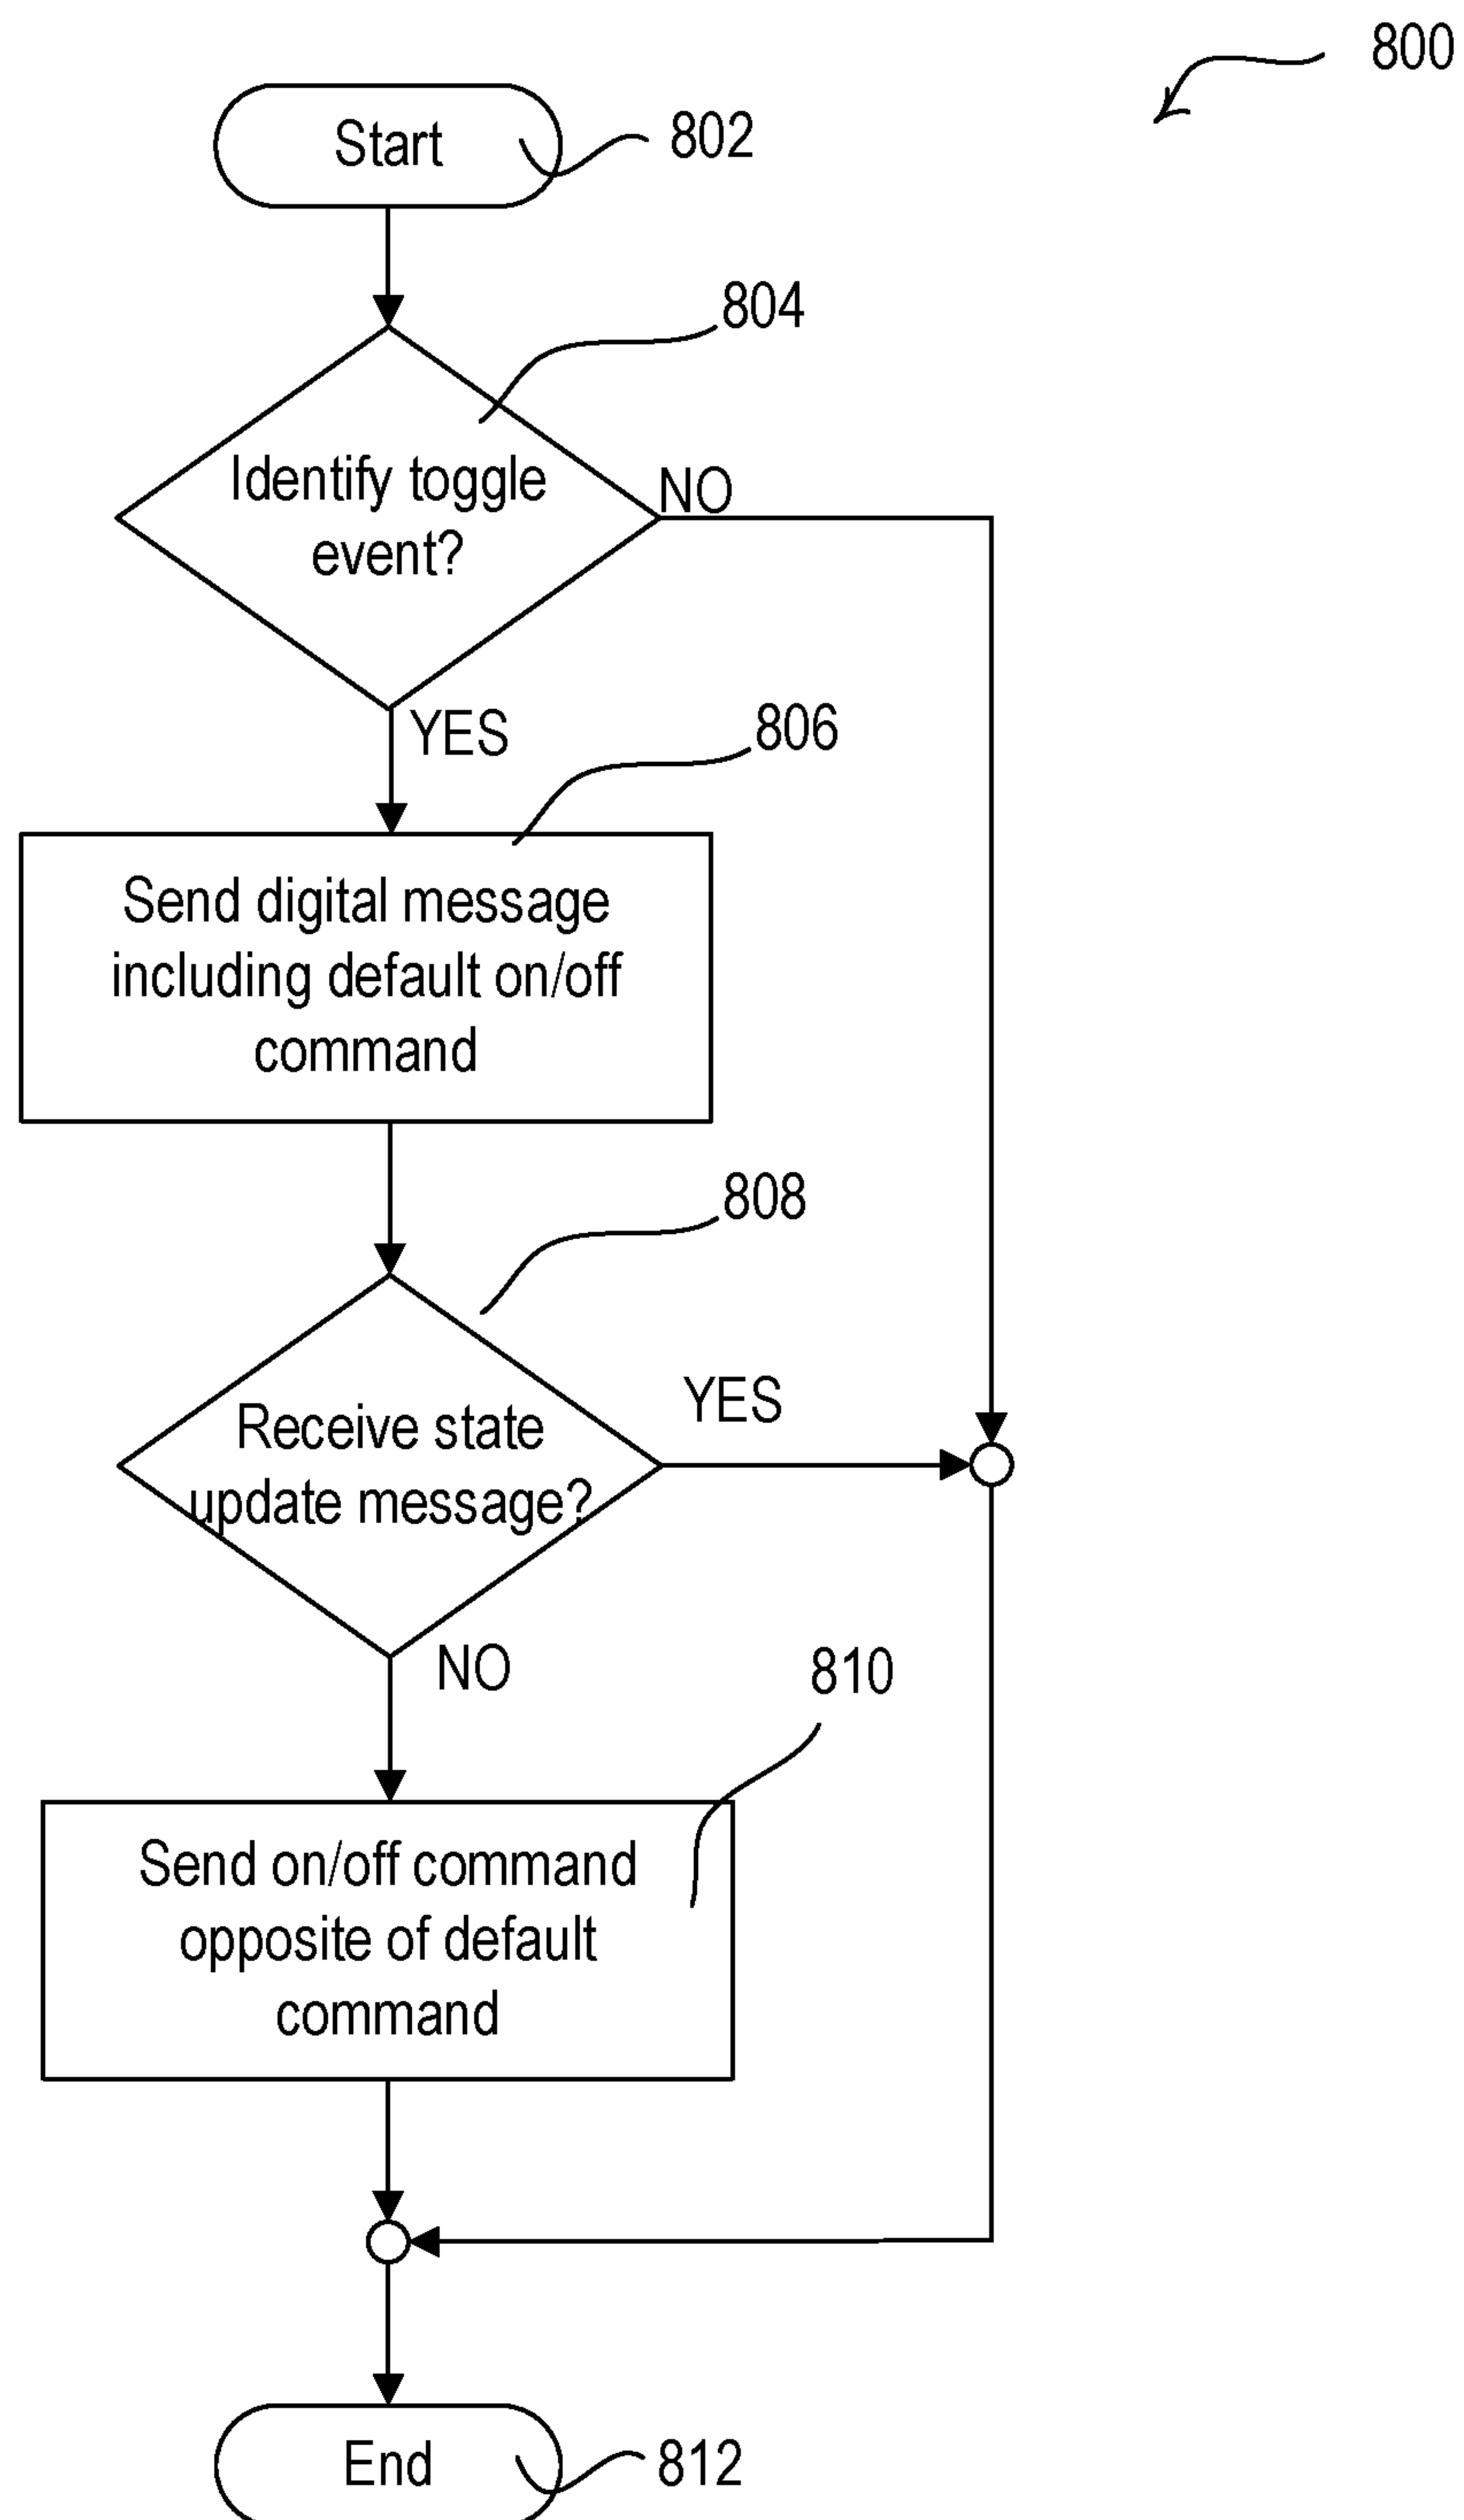 800
Start
802
804
Identify toggle
event?
NO
YES
806
Send digital message
including default on/off
command
808
Receive state
update message?
YES
NO
810
Send on/off command
opposite of default
command
End
812